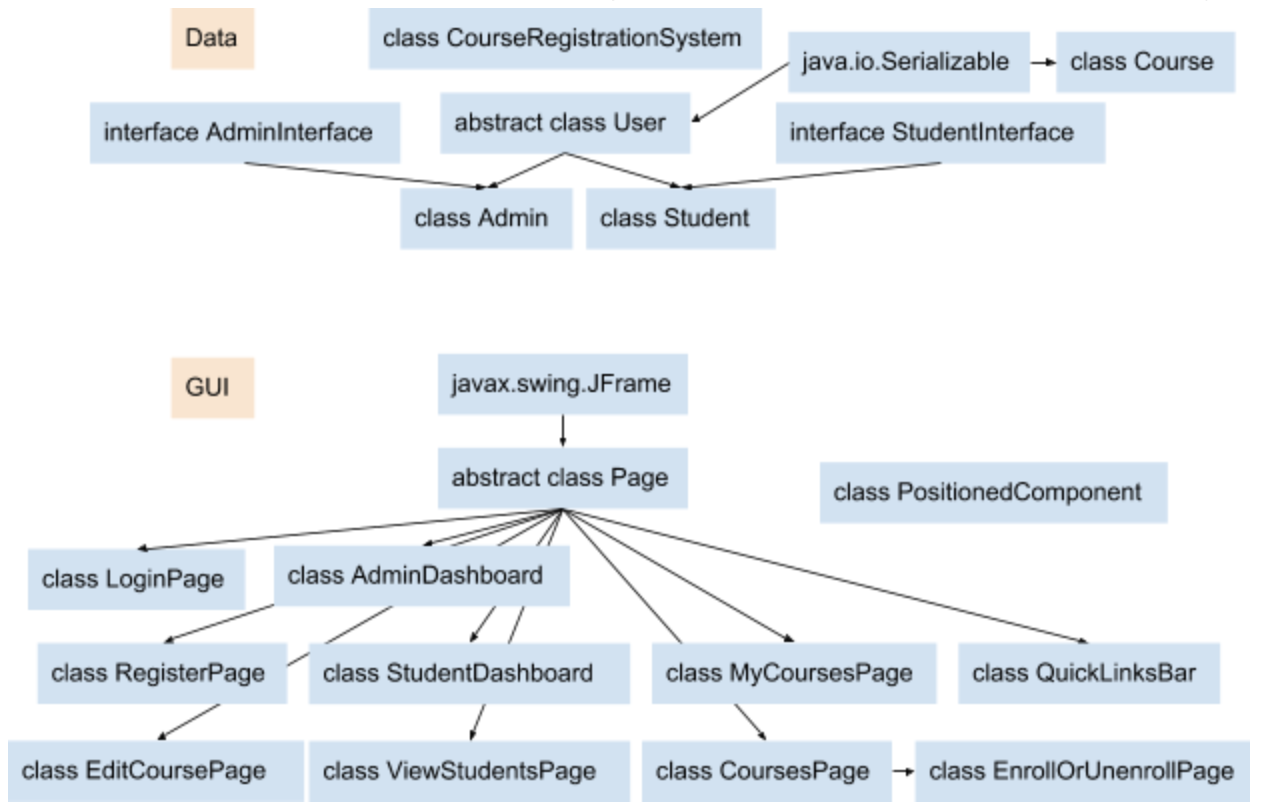 Data
class CourseRegistrationSystem
java.io.Serializable
class Course
interface AdminInterface
abstract class User
interface StudentInterface
class Admin
class Student
GUI
javax.swing.JFrame
abstract class Page
class PositionedComponent
class LoginPage
class AdminDashboard
class RegisterPage
class StudentDashboard
class MyCoursesPage
class QuickLinksBar
class EditCoursePage
class ViewStudentsPage
class CoursesPage
class EnrollOrUnenrollPage